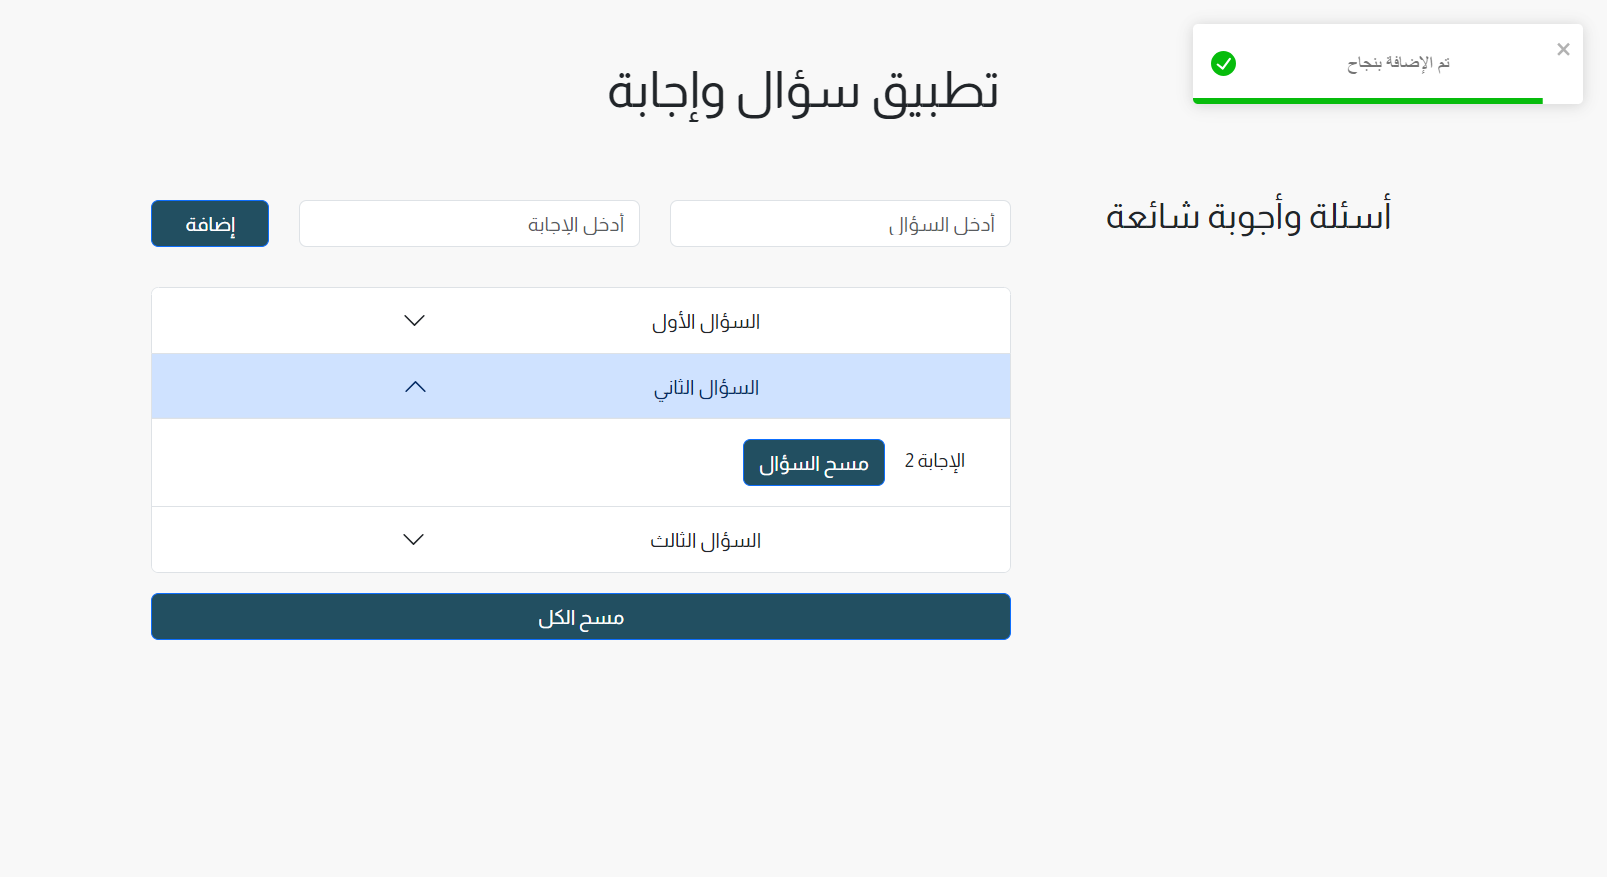 تم الإضافة بنجاح
تطبيق سؤال وإجابة
أسئلة وأجوبة شائعة
أدخل السؤال
أدخل الإجابة
إضافة
السؤال الأول
السؤال الثاني
الإجابة 2
مسح السؤال
السؤال الثالث
مسح الكل